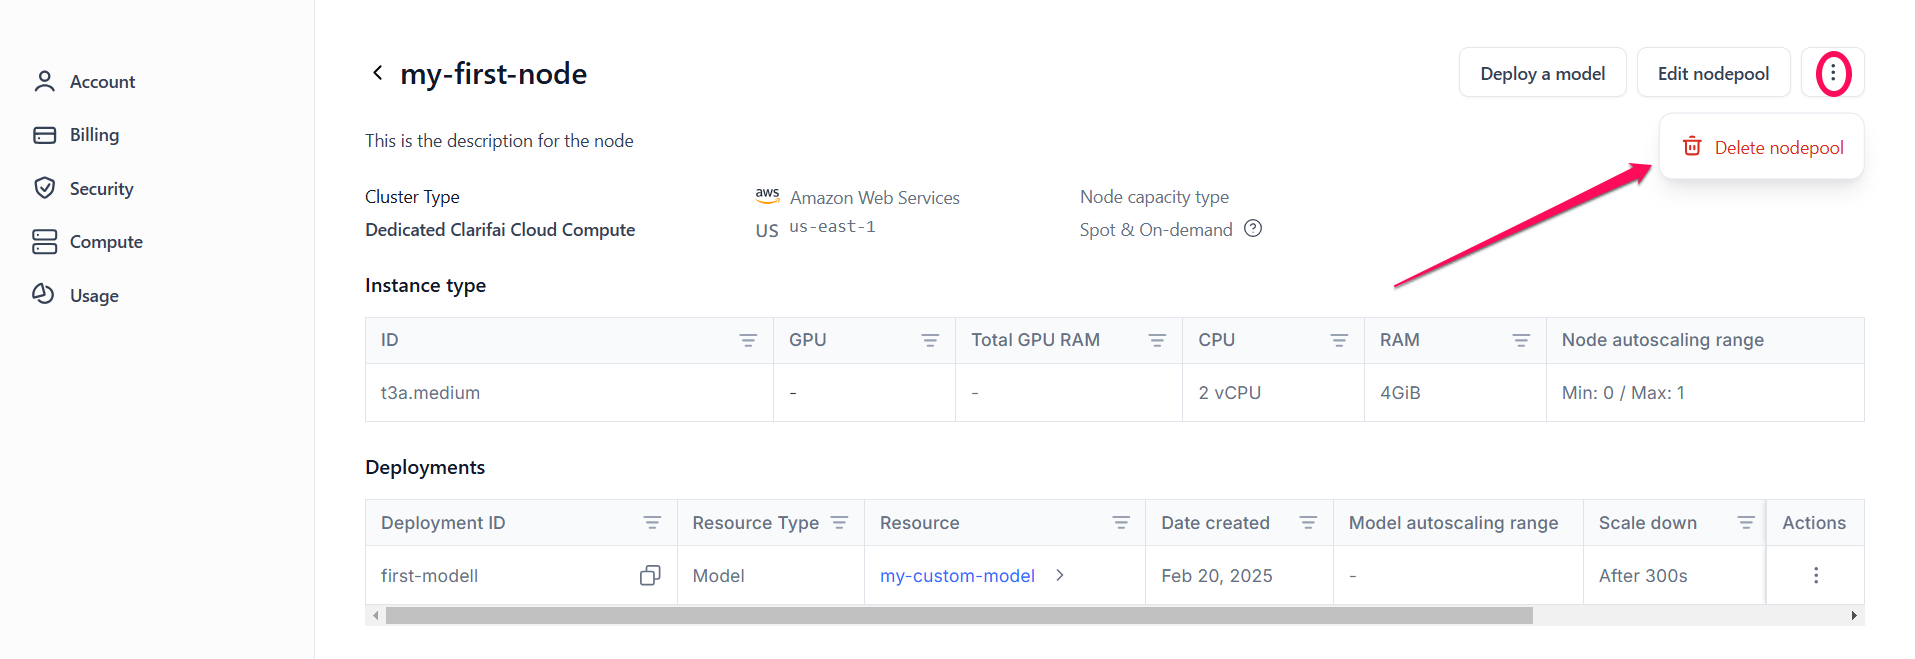 Account
Billing
Security
Compute
Usage
my-first-node
Deploy a model
Edit nodepool
Delete nodepool
This is the description for the node
Cluster Type
Dedicated Clarifai Cloud Compute
aws Amazon Web Services
US us-east-1
Node capacity type
Spot & On-demand
Instance type
ID GPU Total GPU RAM CPU RAM Node autoscaling range
t3a.medium - - 2 vCPU 4GiB Min: 0 / Max: 1
Deployments
Deployment ID Resource Type Resource Date created Model autoscaling range Scale down Actions
first-modell Model my-custom-model Feb 20, 2025 - After 300s